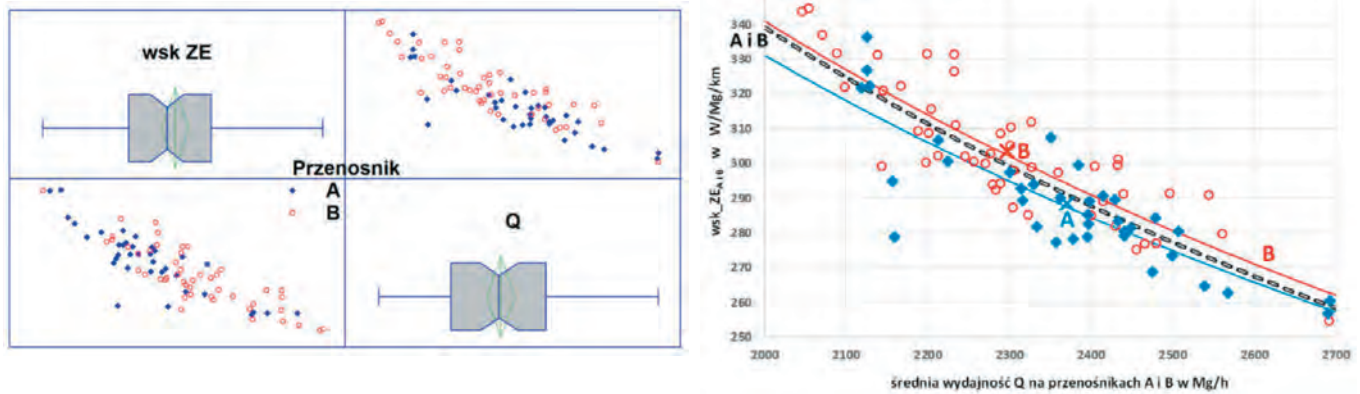 wsk ZE
Przenosnik
A
B
Q
wsk_ZE A i B w W/Mg/km
340
330
320
310
300
290
280
270
260
250
A i B
B
A
B
2000
2100
2200
2300
2400
2500
2600
2700
średnia wydajność Q na przenośnikach A i B w Mg/h